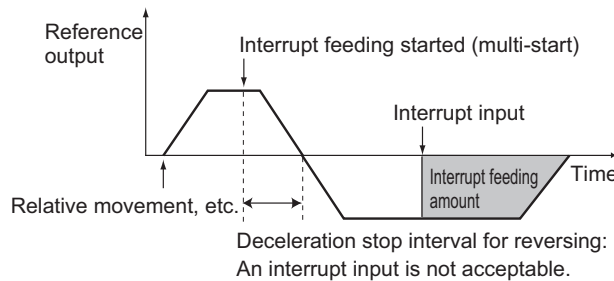 Reference
output
Interrupt feeding started (multi-start)
Interrupt input
Interrupt feeding
amount
Time
Relative movement, etc.
Deceleration stop interval for reversing:
An interrupt input is not acceptable.